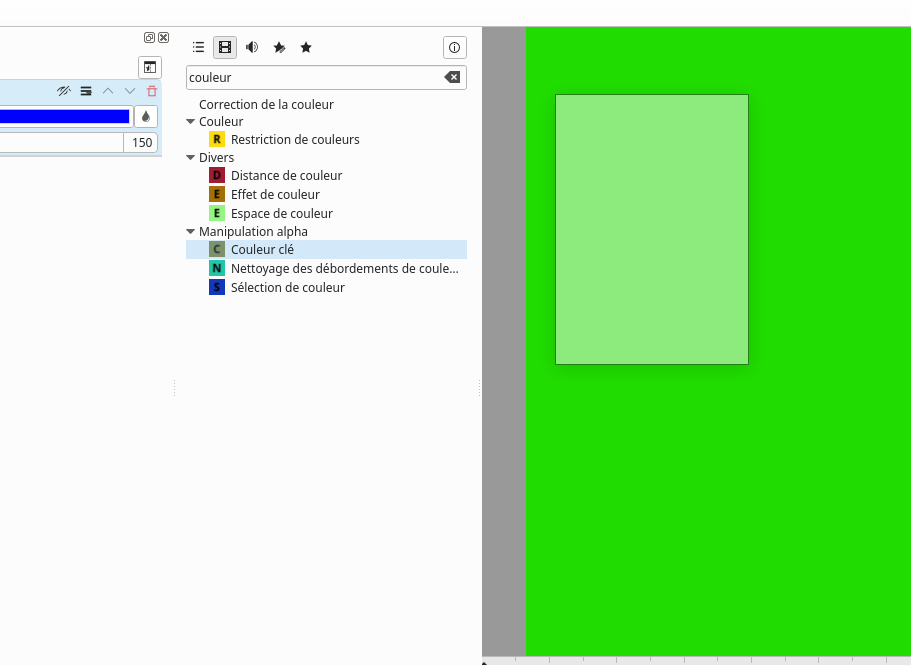 couleur
150
Correction de la couleur
Couleur
R Restriction de couleurs
Divers
D Distance de couleur
E Effet de couleur
E Espace de couleur
Manipulation alpha
C Couleur clé
N Nettoyage des débordements de coule...
S Sélection de couleur